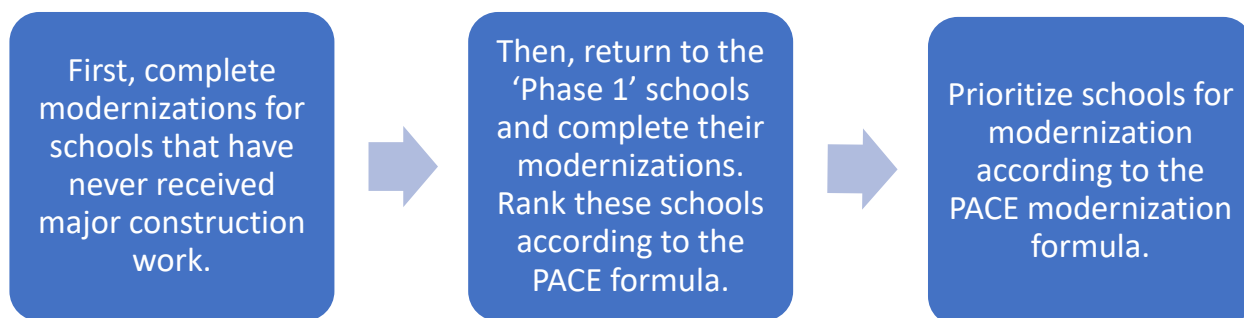 First, complete
modernizations for
schools that have
never received
major construction
work.
Then, return to the
‘Phase 1’ schools
and complete their
modernizations.
Rank these schools
according to the
PACE formula.
Prioritize schools for
modernization
according to the
PACE modernization
formula.